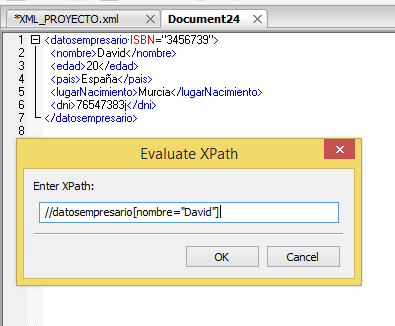 *XML_PROYECTO.xml Document24
1 <datosempresario ISBN="3456739">
2 <nombre>David</nombre>
3 <edad>20</edad>
4 <pais>España</pais>
5 <lugarNacimiento>Murcia</lugarNacimiento>
6 <dni>76547383j</dni>
7 </datosempresario>
8
Evaluate XPath
Enter XPath:
//datosempresario[nombre="David"]
OK Cancel